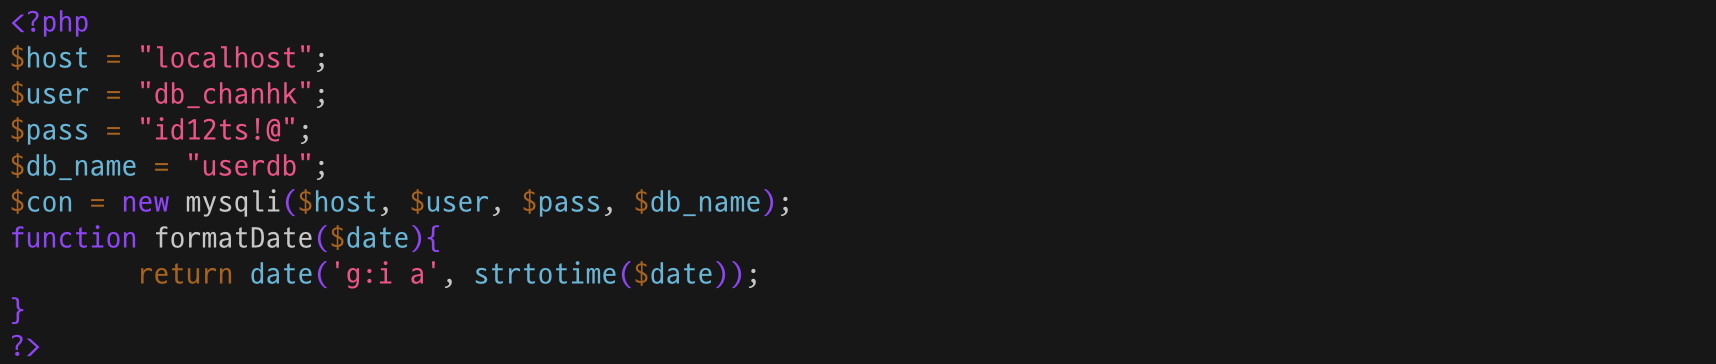 <?php
$host = "localhost";
$user = "db_chanhk";
$pass = "id12ts!@";
$db_name = "userdb";
$con = new mysqli($host, $user, $pass, $db_name);
function formatDate($date){
        return date('g:i a', strtotime($date));
}
?>